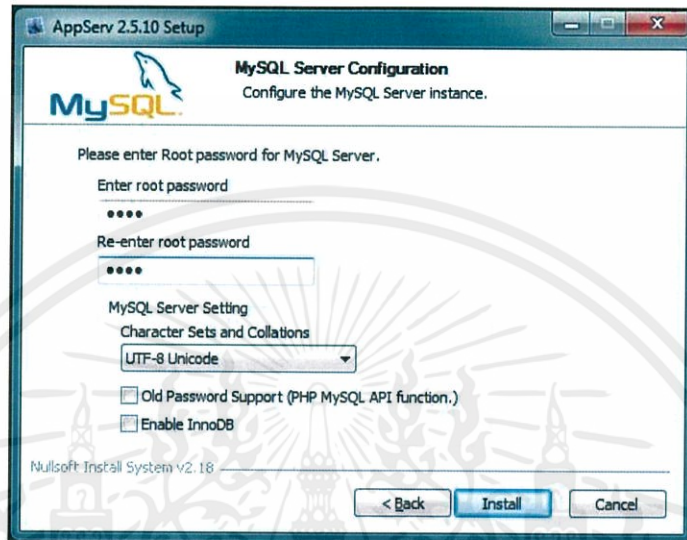 AppServ 2.5.10 Setup
MySQL Server Configuration
Configure the MySQL Server instance.
MySQL
Please enter Root password for MySQL Server.
Enter root password
••••
Re-enter root password
••••
MySQL Server Setting
Character Sets and Collations
UTF-8 Unicode
Old Password Support (PHP MySQL API function.)
Enable InnoDB
Nullsoft Install System v2.18
< Back
Install
Cancel